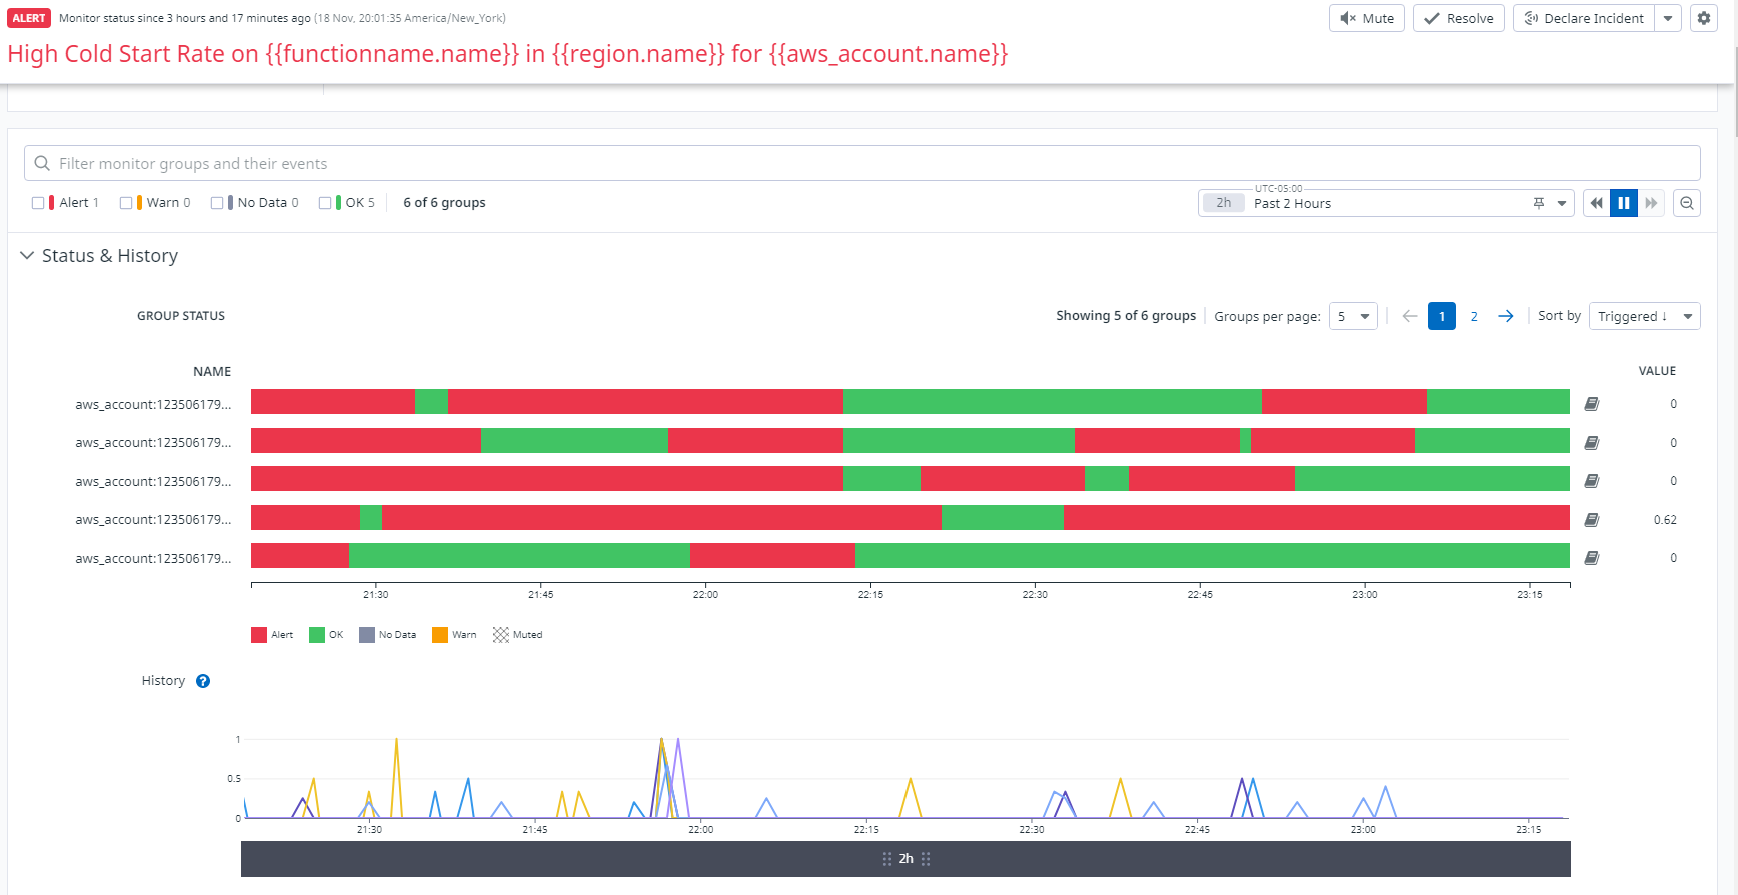 ALERT Monitor status since 3 hours and 17 minutes ago (18 Nov, 20:01:35 America/New_York) Mute Resolve Declare Incident
High Cold Start Rate on {{functionname.name}} in {{region.name}} for {{aws_account.name}}
Filter monitor groups and their events
Alert 1 Warn 0 No Data 0 OK 5 6 of 6 groups
UTC-05:00
2h Past 2 Hours
Status & History
GROUP STATUS Showing 5 of 6 groups Groups per page: 5 1 2 Sort by Triggered ↓
NAME VALUE
aws_account:123506179... 0
aws_account:123506179... 0
aws_account:123506179... 0
aws_account:123506179... 0.62
aws_account:123506179... 0
21:30 21:45 22:00 22:15 22:30 22:45 23:00 23:15
Alert OK No Data Warn Muted
History ?
1
0.5
0
21:30 21:45 22:00 22:15 22:30 22:45 23:00 23:15
2h